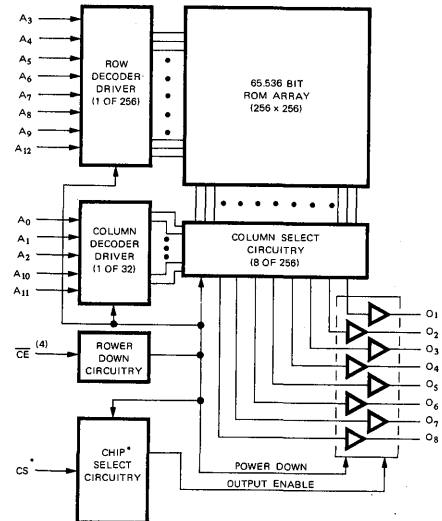 A3
A4
A5
A6
A7
A8
A9
A12
ROW
DECODER
DRIVER
(1 OF 256)
65.536 BIT
ROM ARRAY
(256 x 256)
A0
A1
A2
A10
A11
COLUMN
DECODER
DRIVER
(1 OF 32)
COLUMN SELECT
CIRCUITRY
(8 OF 256)
O1
O2
O3
O4
O5
O6
O7
O8
CE (4)
ROWER
DOWN
CIRCUITRY
CS*
CHIP*
SELECT
CIRCUITRY
POWER DOWN
OUTPUT ENABLE